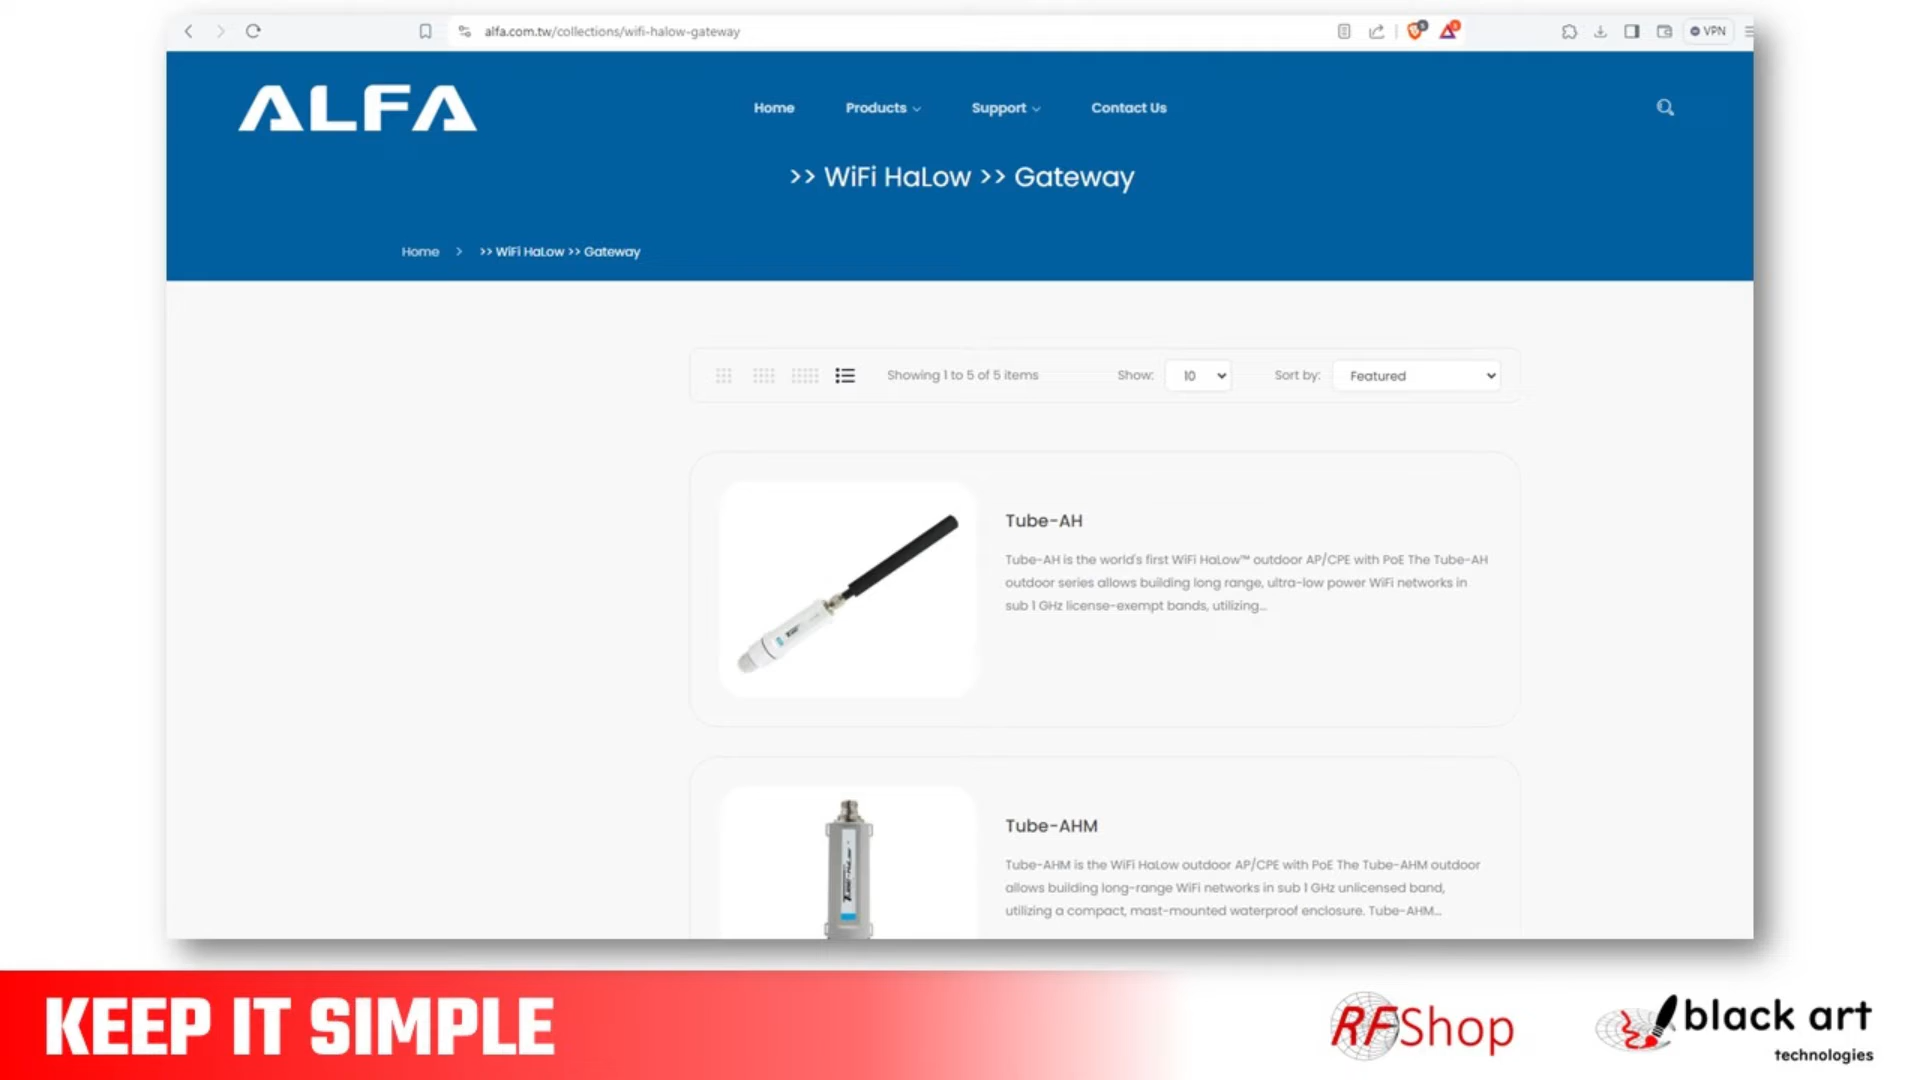 alfa.com.tw/collections/wifi-halow-gateway
VPN
ALFA
Home
Products
Support
Contact Us
>> WiFi HaLow >> Gateway
Home > >> WiFi HaLow >> Gateway
Showing 1 to 5 of 5 items
Show: 10
Sort by: Featured
Tube-AH
Tube-AH is the world's first WiFi HaLow™ outdoor AP/CPE with PoE The Tube-AH
outdoor series allows building long range, ultra-low power WiFi networks in
sub 1 GHz license-exempt bands, utilizing...
Tube-AHM
Tube-AHM is the WiFi HaLow outdoor AP/CPE with PoE The Tube-AHM outdoor
allows building long-range WiFi networks in sub 1 GHz unlicensed band,
utilizing a compact, mast-mounted waterproof enclosure. Tube-AHM...
KEEP IT SIMPLE
RFShop
black art
technologies